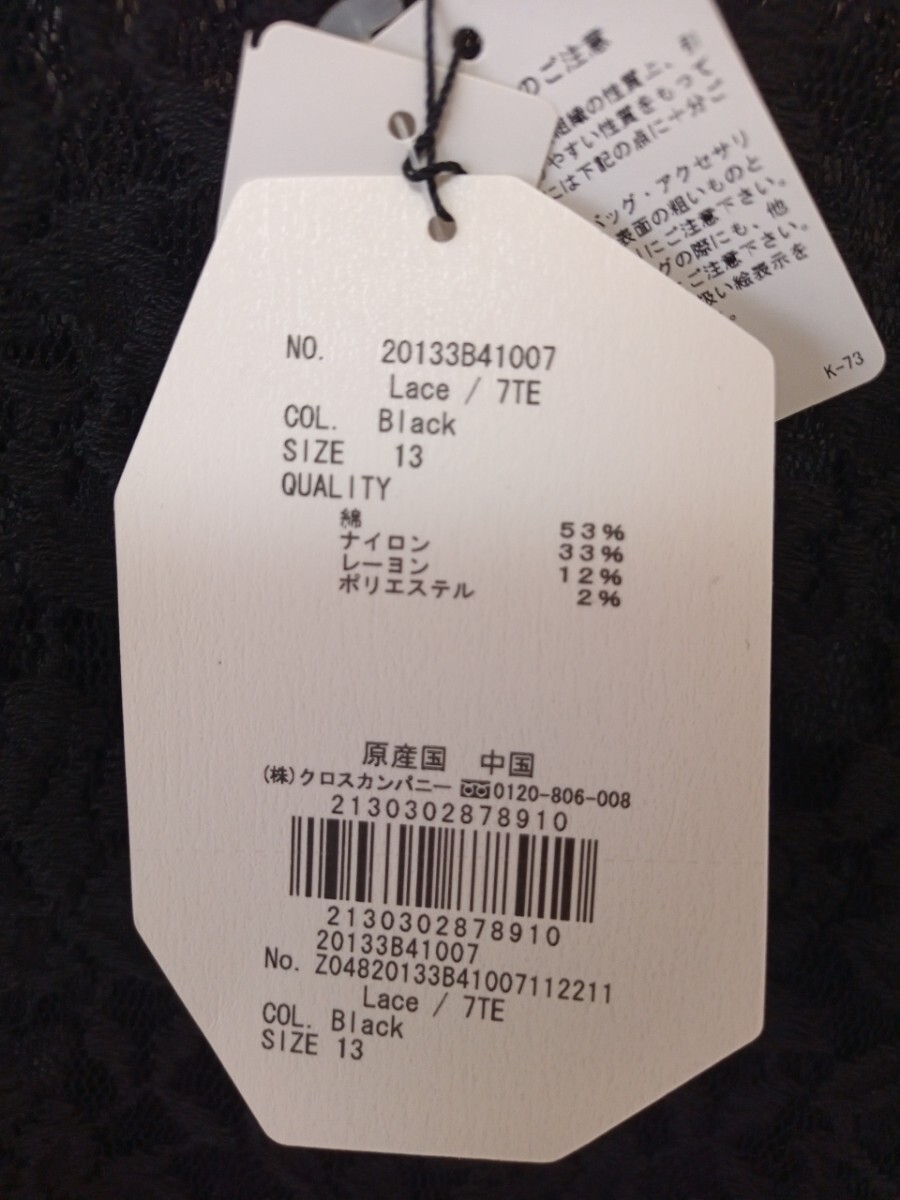 のご注意
組織の性質上、引
やすい性質をもって
には下記の点に十分ご
バッグ・アクセサリ
表面の粗いものと
にご注意下さい。
グの際にも、他
ご注意下さい。
扱い絵表示を
K-73
NO. 20133B41007
Lace / 7TE
COL. Black
SIZE 13
QUALITY
綿 53%
ナイロン 33%
レーヨン 12%
ポリエステル 2%
原産国 中国
(株)クロスカンパニー 0120-806-008
2130302878910
2130302878910
20133B41007
No. Z04820133B41007112211
Lace / 7TE
COL. Black
SIZE 13